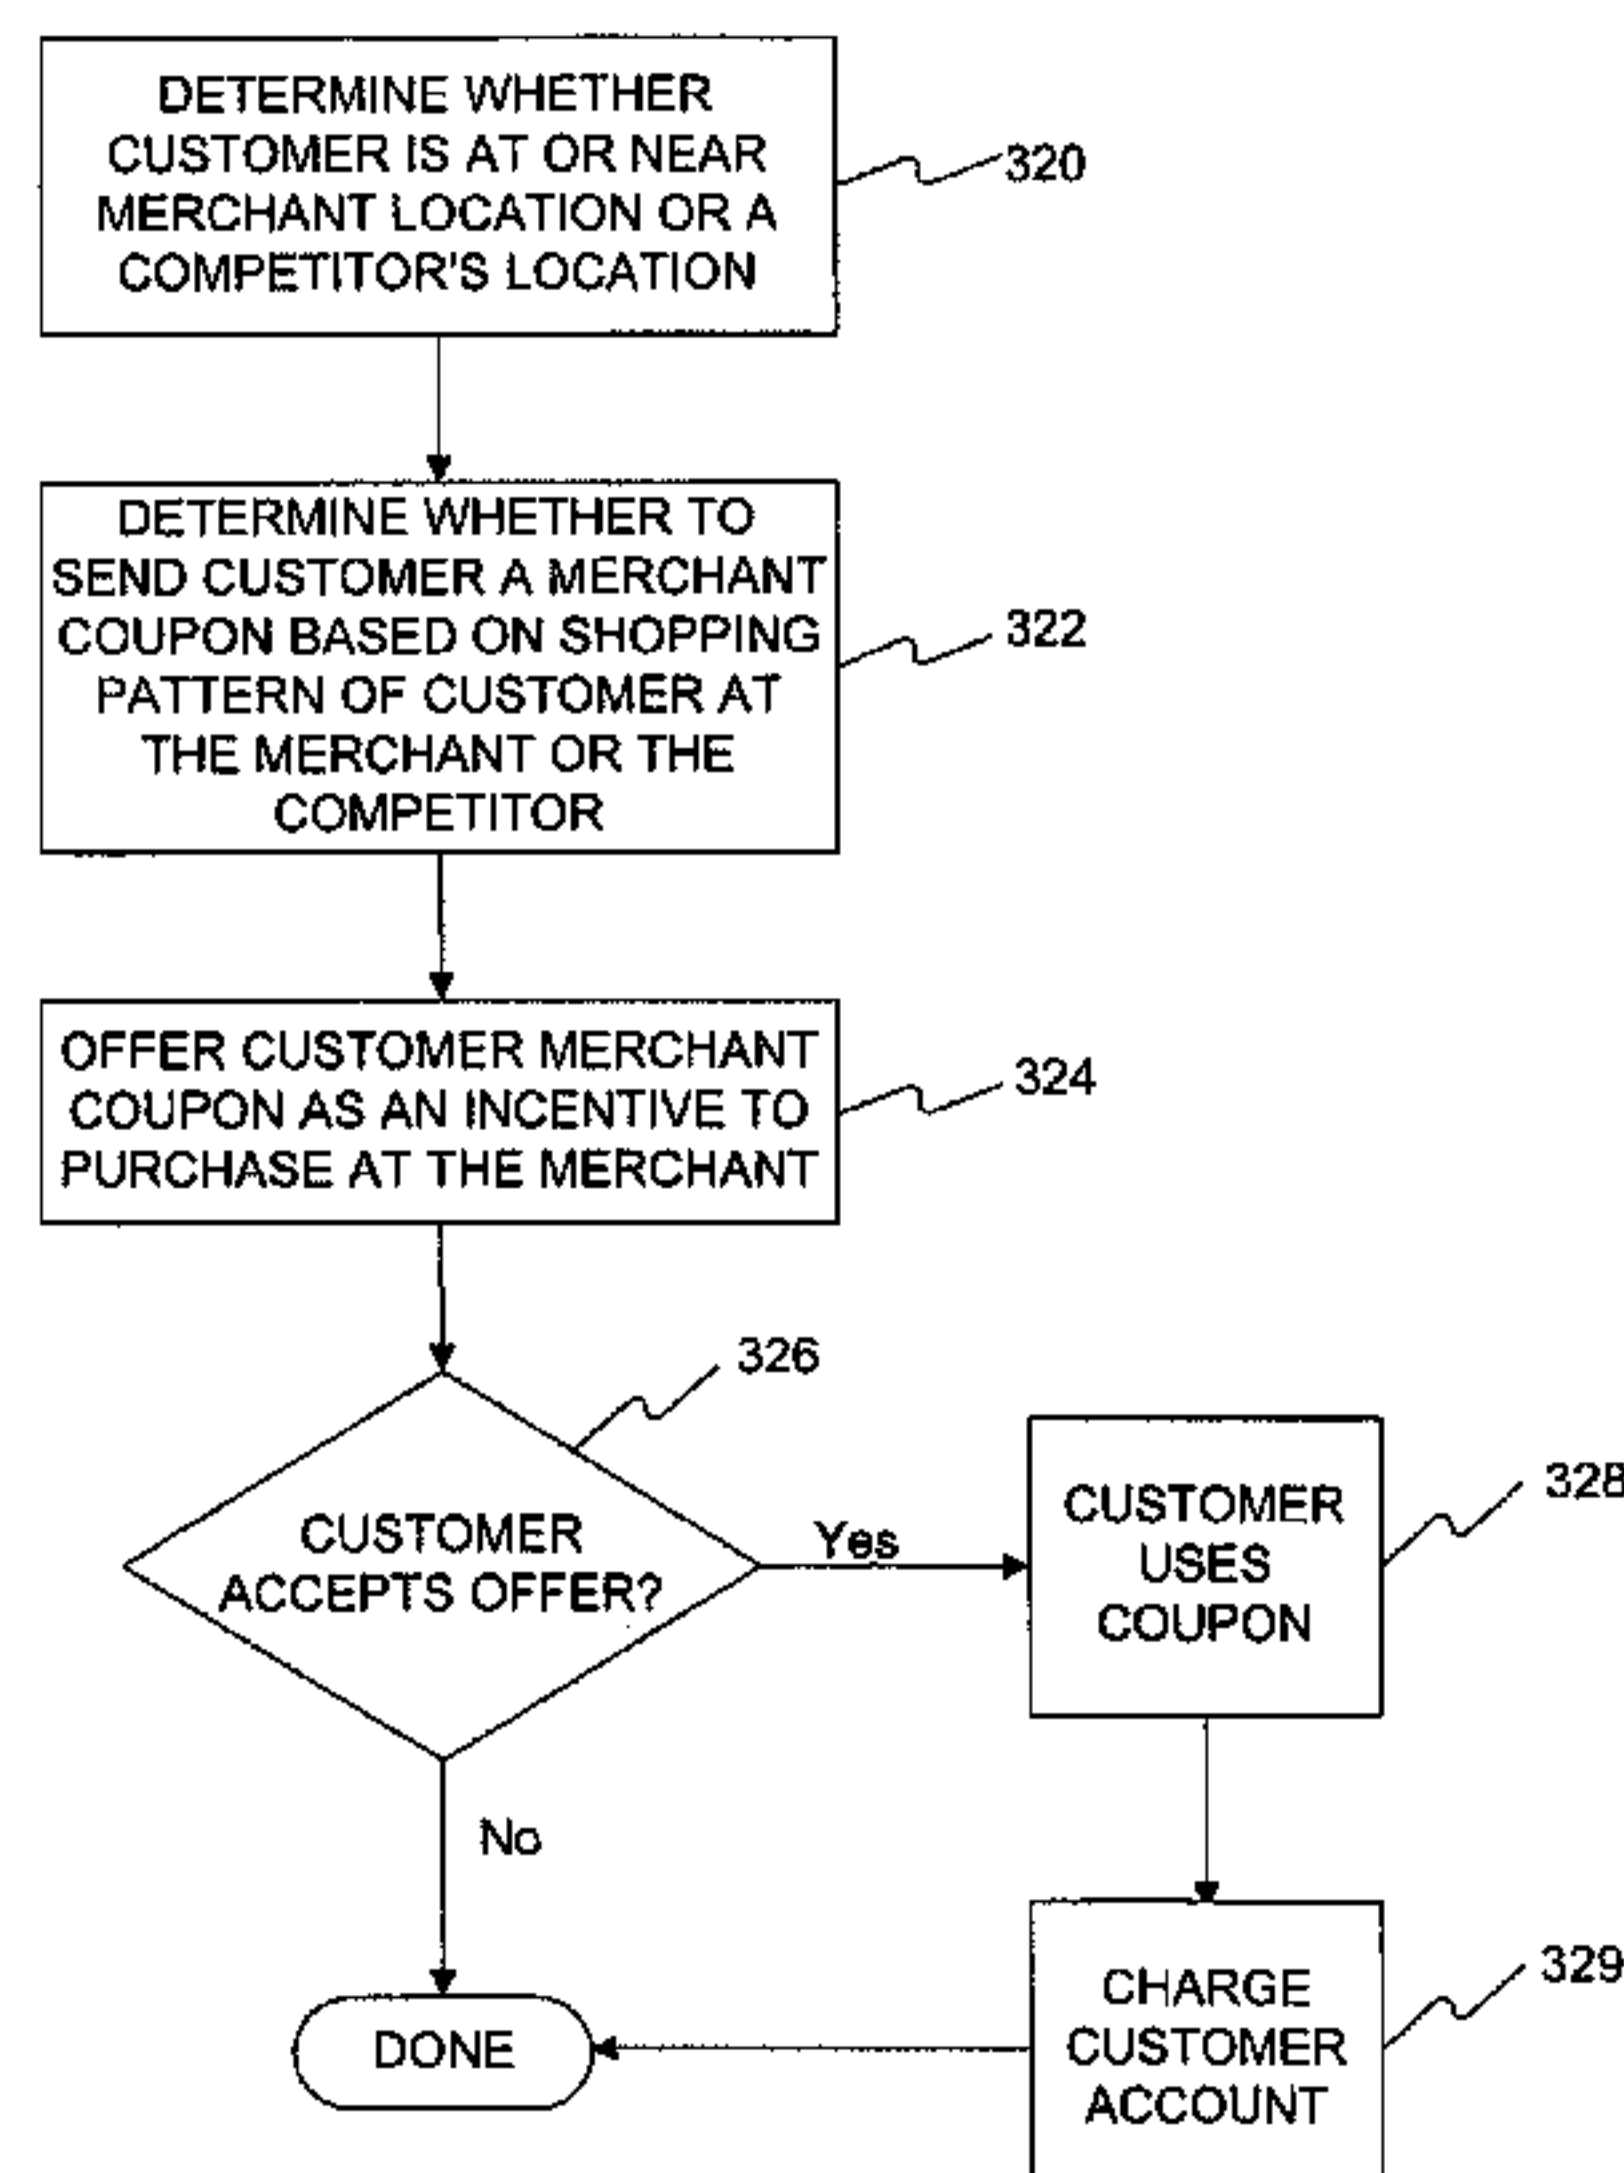 DETERMINE WHETHER
CUSTOMER IS AT OR NEAR
MERCHANT LOCATION OR A
COMPETITOR'S LOCATION
320
DETERMINE WHETHER TO
SEND CUSTOMER A MERCHANT
COUPON BASED ON SHOPPING
PATTERN OF CUSTOMER AT
THE MERCHANT OR THE
COMPETITOR
322
OFFER CUSTOMER MERCHANT
COUPON AS AN INCENTIVE TO
PURCHASE AT THE MERCHANT
324
326
CUSTOMER
ACCEPTS OFFER?
Yes
CUSTOMER
USES
COUPON
328
No
DONE
CHARGE
CUSTOMER
ACCOUNT
329